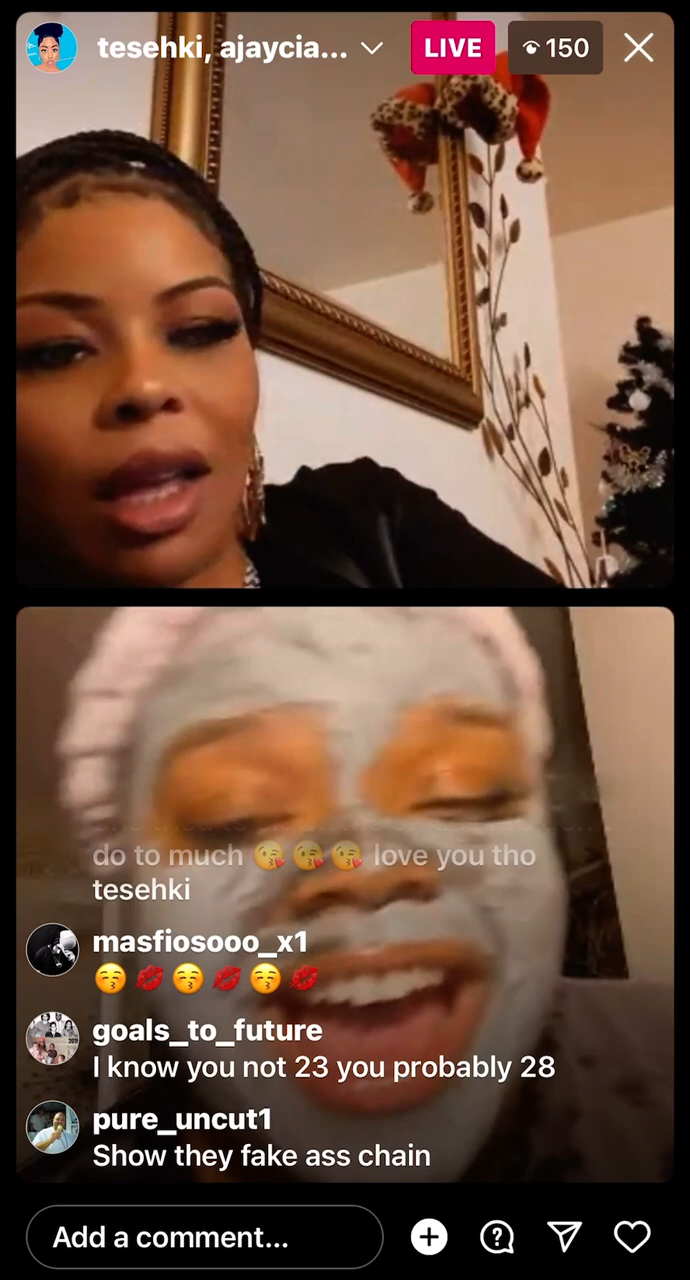 tesehki, ajaycia...
LIVE
150
do to much 😘 😘 😘 love you tho
tesehki
masfiosooo_x1
😚 💋 😚 💋 😚 💋
goals_to_future
I know you not 23 you probably 28
pure_uncut1
Show they fake ass chain
Add a comment...